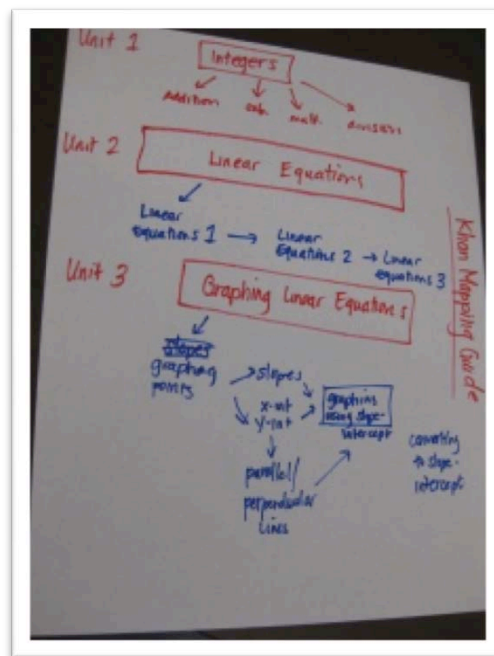 Unit 1
Integers
Addition sub. mult. division
Unit 2
Linear Equations
Linear
Equations 1
Linear
Equations 2
Linear
equations 3
Khan Mapping Guide
Unit 3
Graphing Linear Equations
slopes
graphing
points
slopes
x-int
y-int
graphing
using slope-
intercept
converting
slope-
intercept
parallel/
perpendicular
lines